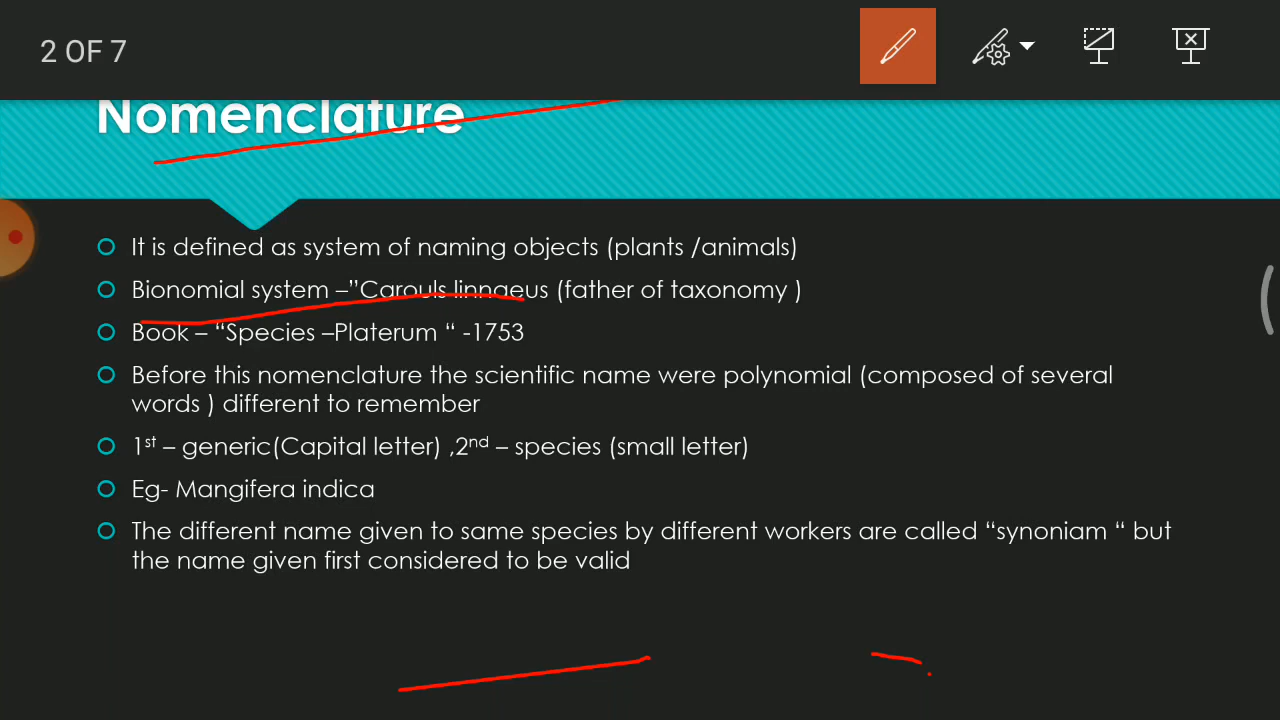 2 OF 7
Nomenclature
It is defined as system of naming objects (plants /animals)
Bionomial system –”Carouls linnaeus (father of taxonomy )
Book – “Species –Platerum “ -1753
Before this nomenclature the scientific name were polynomial (composed of several
words ) different to remember
1st – generic(Capital letter) ,2nd – species (small letter)
Eg- Mangifera indica
The different name given to same species by different workers are called “synoniam “ but
the name given first considered to be valid